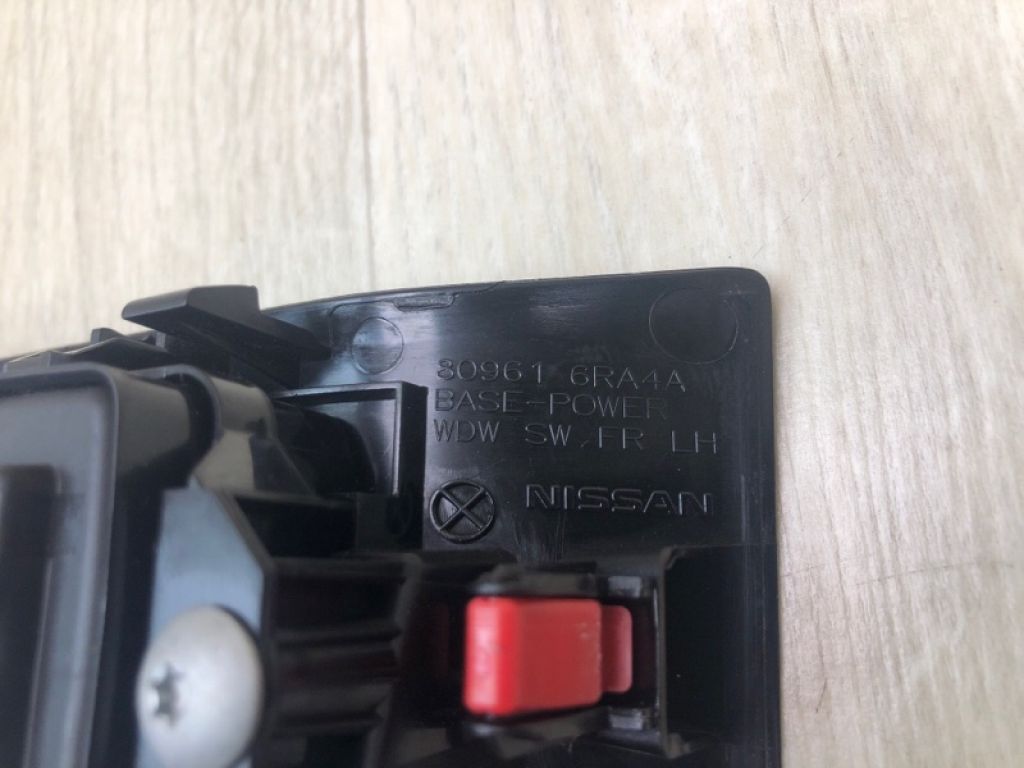 80961 6RA4A
BASE-POWER
WDW SW, FR LH
NISSAN